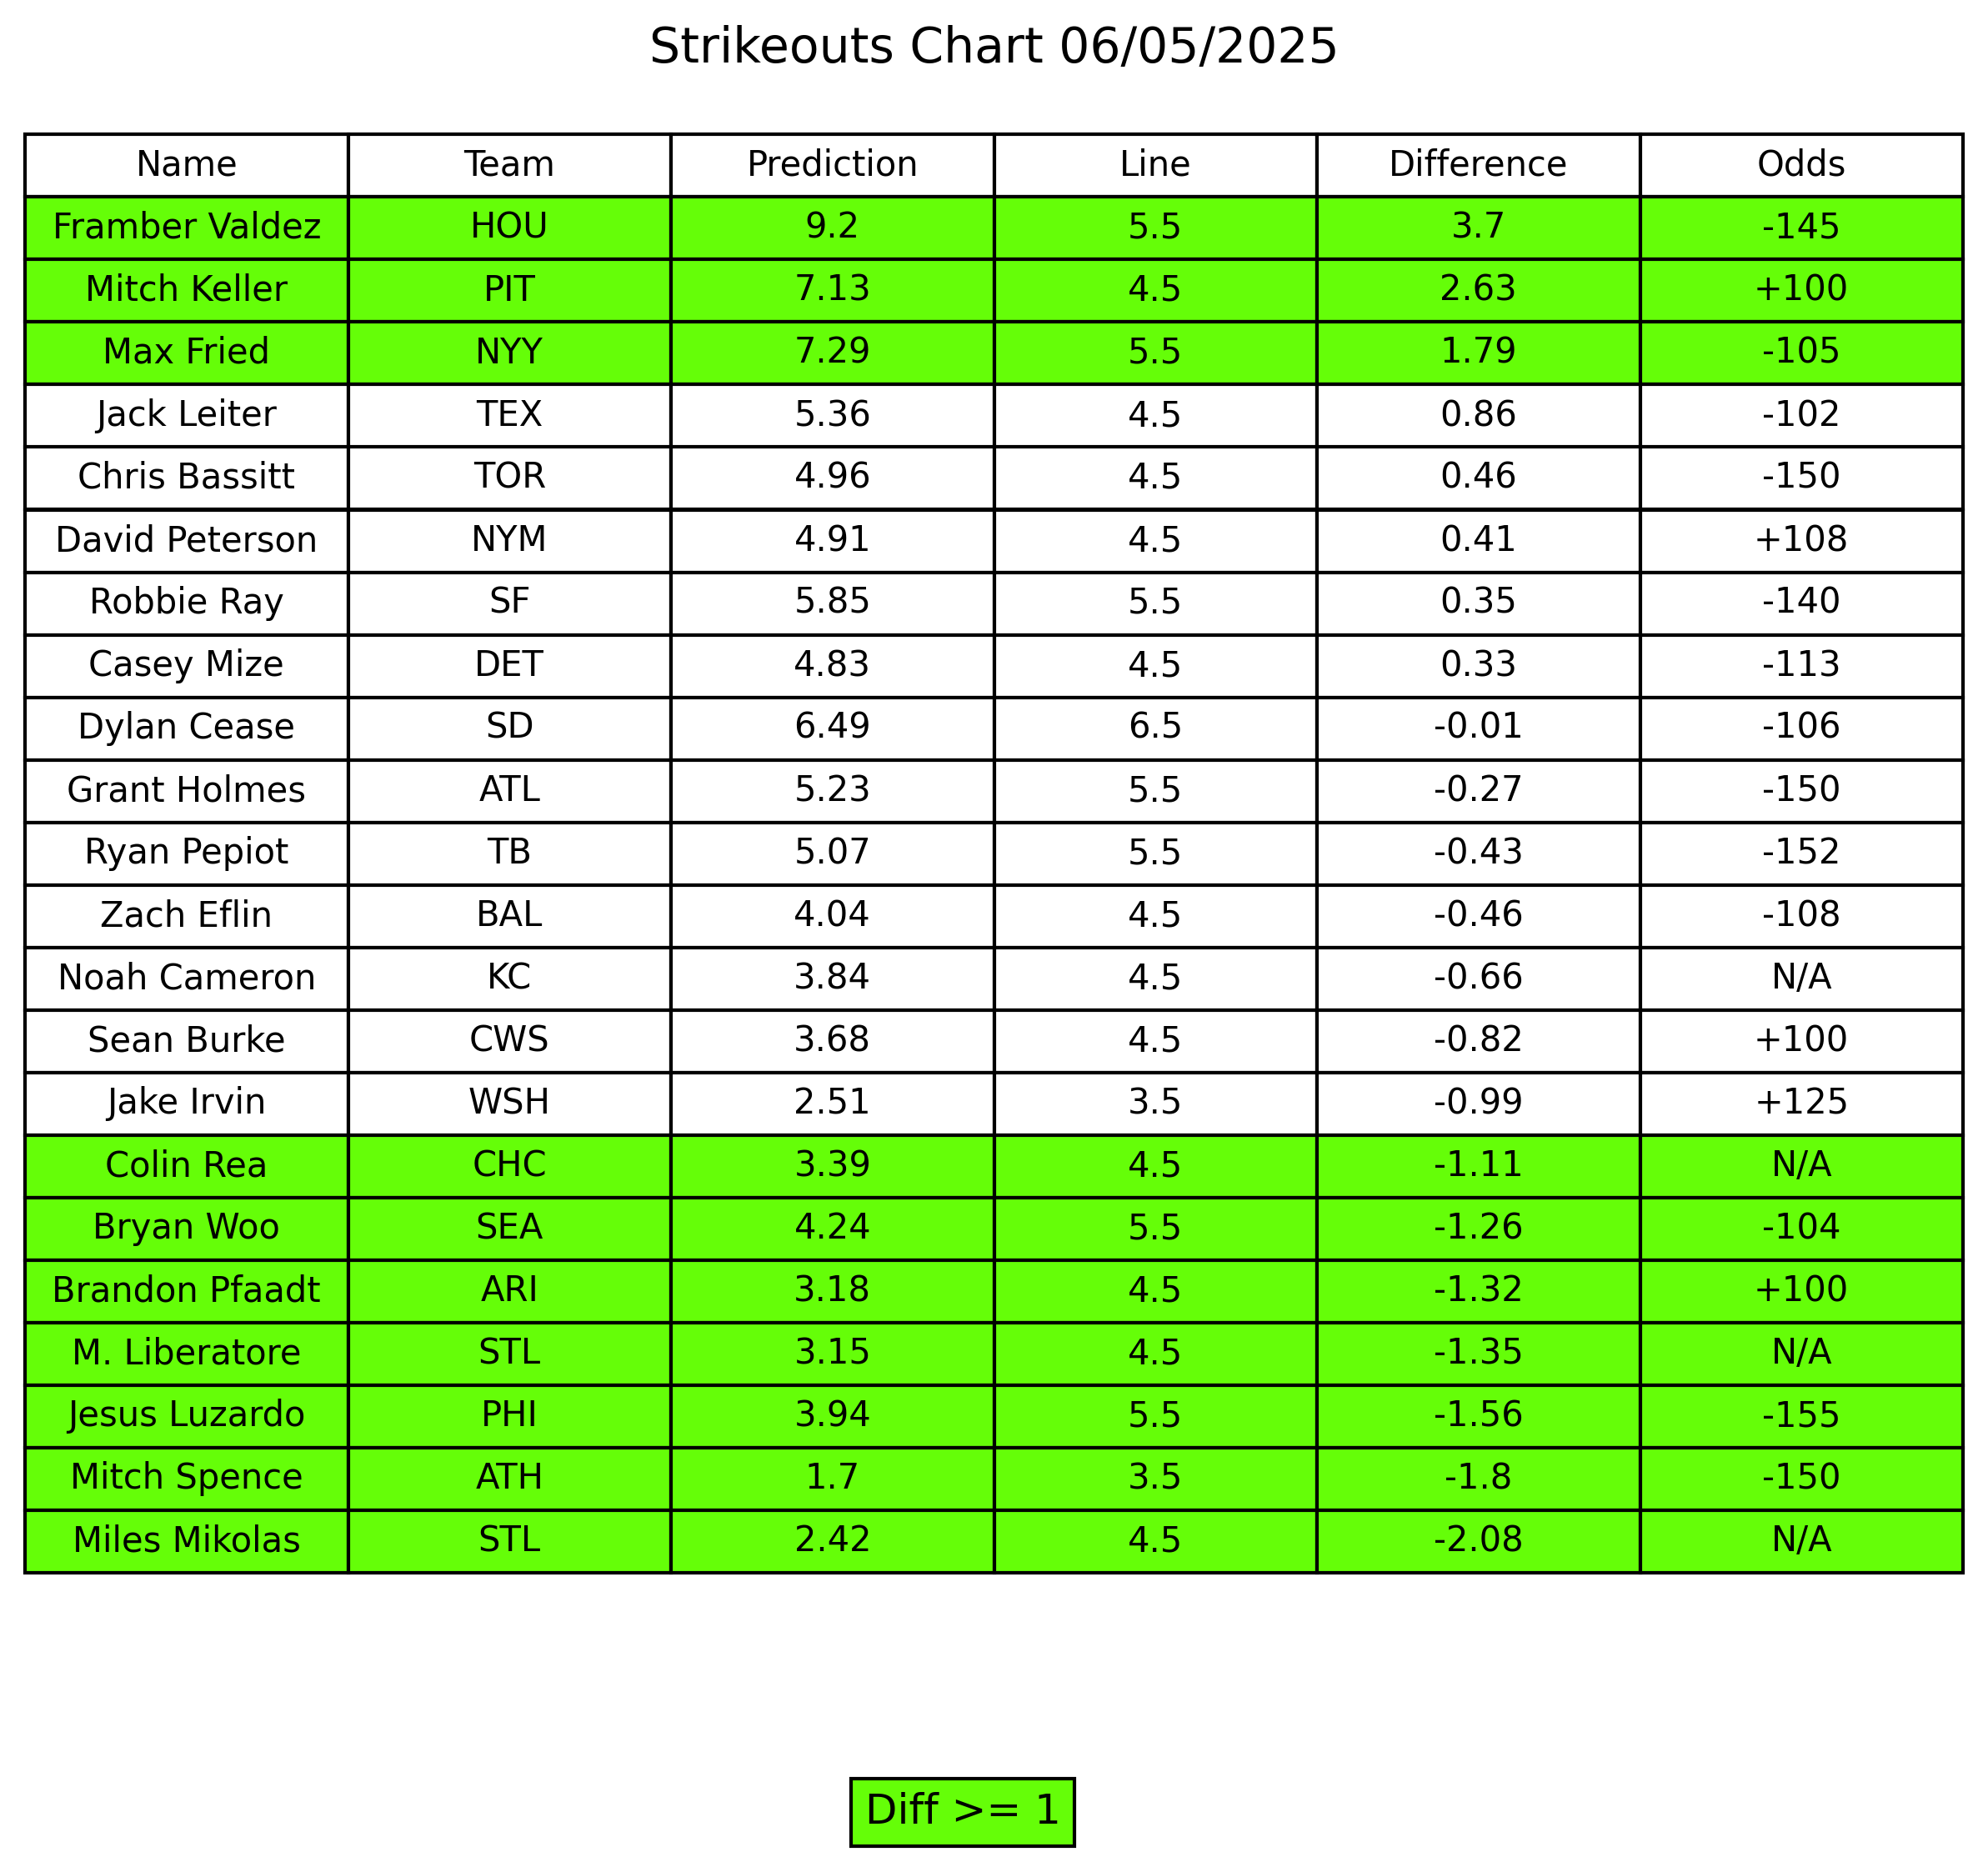 Strikeouts Chart 06/05/2025
Name Team Prediction Line Difference Odds
Framber Valdez HOU 9.2 5.5 3.7 -145
Mitch Keller PIT 7.13 4.5 2.63 +100
Max Fried NYY 7.29 5.5 1.79 -105
Jack Leiter TEX 5.36 4.5 0.86 -102
Chris Bassitt TOR 4.96 4.5 0.46 -150
David Peterson NYM 4.91 4.5 0.41 +108
Robbie Ray SF 5.85 5.5 0.35 -140
Casey Mize DET 4.83 4.5 0.33 -113
Dylan Cease SD 6.49 6.5 -0.01 -106
Grant Holmes ATL 5.23 5.5 -0.27 -150
Ryan Pepiot TB 5.07 5.5 -0.43 -152
Zach Eflin BAL 4.04 4.5 -0.46 -108
Noah Cameron KC 3.84 4.5 -0.66 N/A
Sean Burke CWS 3.68 4.5 -0.82 +100
Jake Irvin WSH 2.51 3.5 -0.99 +125
Colin Rea CHC 3.39 4.5 -1.11 N/A
Bryan Woo SEA 4.24 5.5 -1.26 -104
Brandon Pfaadt ARI 3.18 4.5 -1.32 +100
M. Liberatore STL 3.15 4.5 -1.35 N/A
Jesus Luzardo PHI 3.94 5.5 -1.56 -155
Mitch Spence ATH 1.7 3.5 -1.8 -150
Miles Mikolas STL 2.42 4.5 -2.08 N/A
Diff >= 1